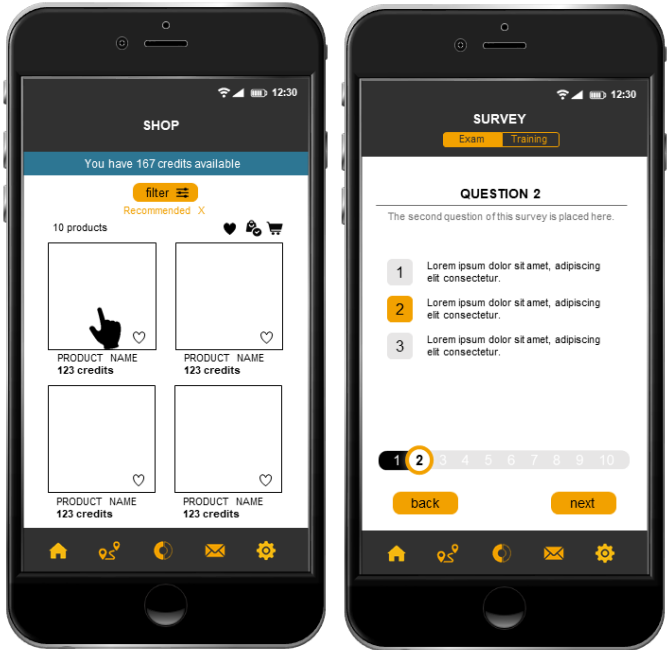 12:30
SHOP
You have 167 credits available
filter
Recommended X
10 products
PRODUCT NAME
123 credits
PRODUCT NAME
123 credits
PRODUCT NAME
123 credits
PRODUCT NAME
123 credits
12:30
SURVEY
Exam Training
QUESTION 2
The second question of this survey is placed here.
1 Lorem ipsum dolor sit amet, adipiscing
elit consectetur.
2 Lorem ipsum dolor sit amet, adipiscing
elit consectetur.
3 Lorem ipsum dolor sit amet, adipiscing
elit consectetur.
1 2 3 4 5 6 7 8 9 10
back next